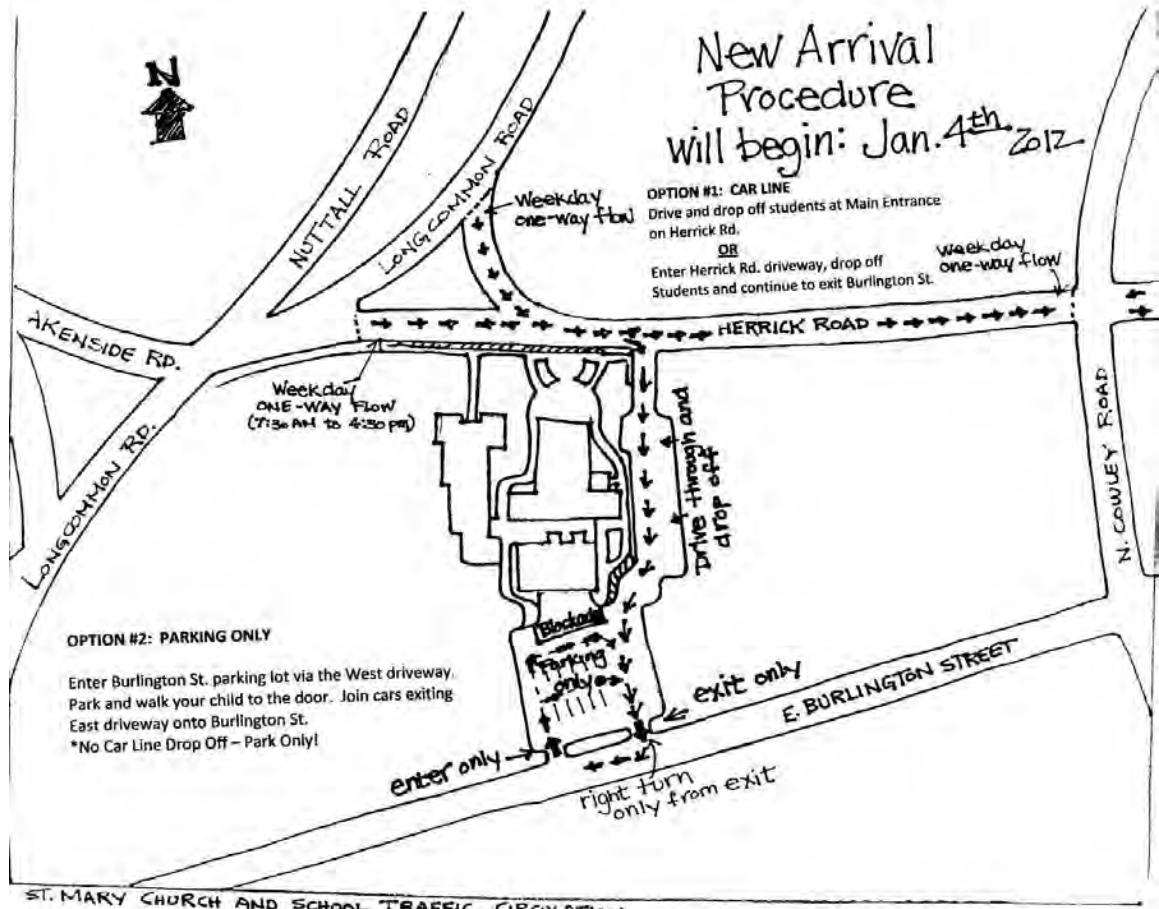 New Arrival
Procedure
will begin: Jan. 4th 2012
N
NUTTALL ROAD
LONGCOMMON ROAD
Weekday
one-way flow
OPTION #1: CAR LINE
Drive and drop off students at Main Entrance
on Herrick Rd.
OR
Enter Herrick Rd. driveway, drop off
Students and continue to exit Burlington St.
weekday
one-way flow
HERRICK ROAD
AKENSIDE RD.
Weekday
ONE-WAY FLOW
(7:30 AM to 4:30 pm)
LONGCOMMON RD.
Drive through and
drop off
N. COWLEY ROAD
Blockade
Parking
only
OPTION #2: PARKING ONLY
Enter Burlington St. parking lot via the West driveway.
Park and walk your child to the door. Join cars exiting
East driveway onto Burlington St.
*No Car Line Drop Off – Park Only!
exit only
E. BURLINGTON STREET
enter only
right turn
only from exit
ST. MARY CHURCH AND SCHOOL TRAFFIC